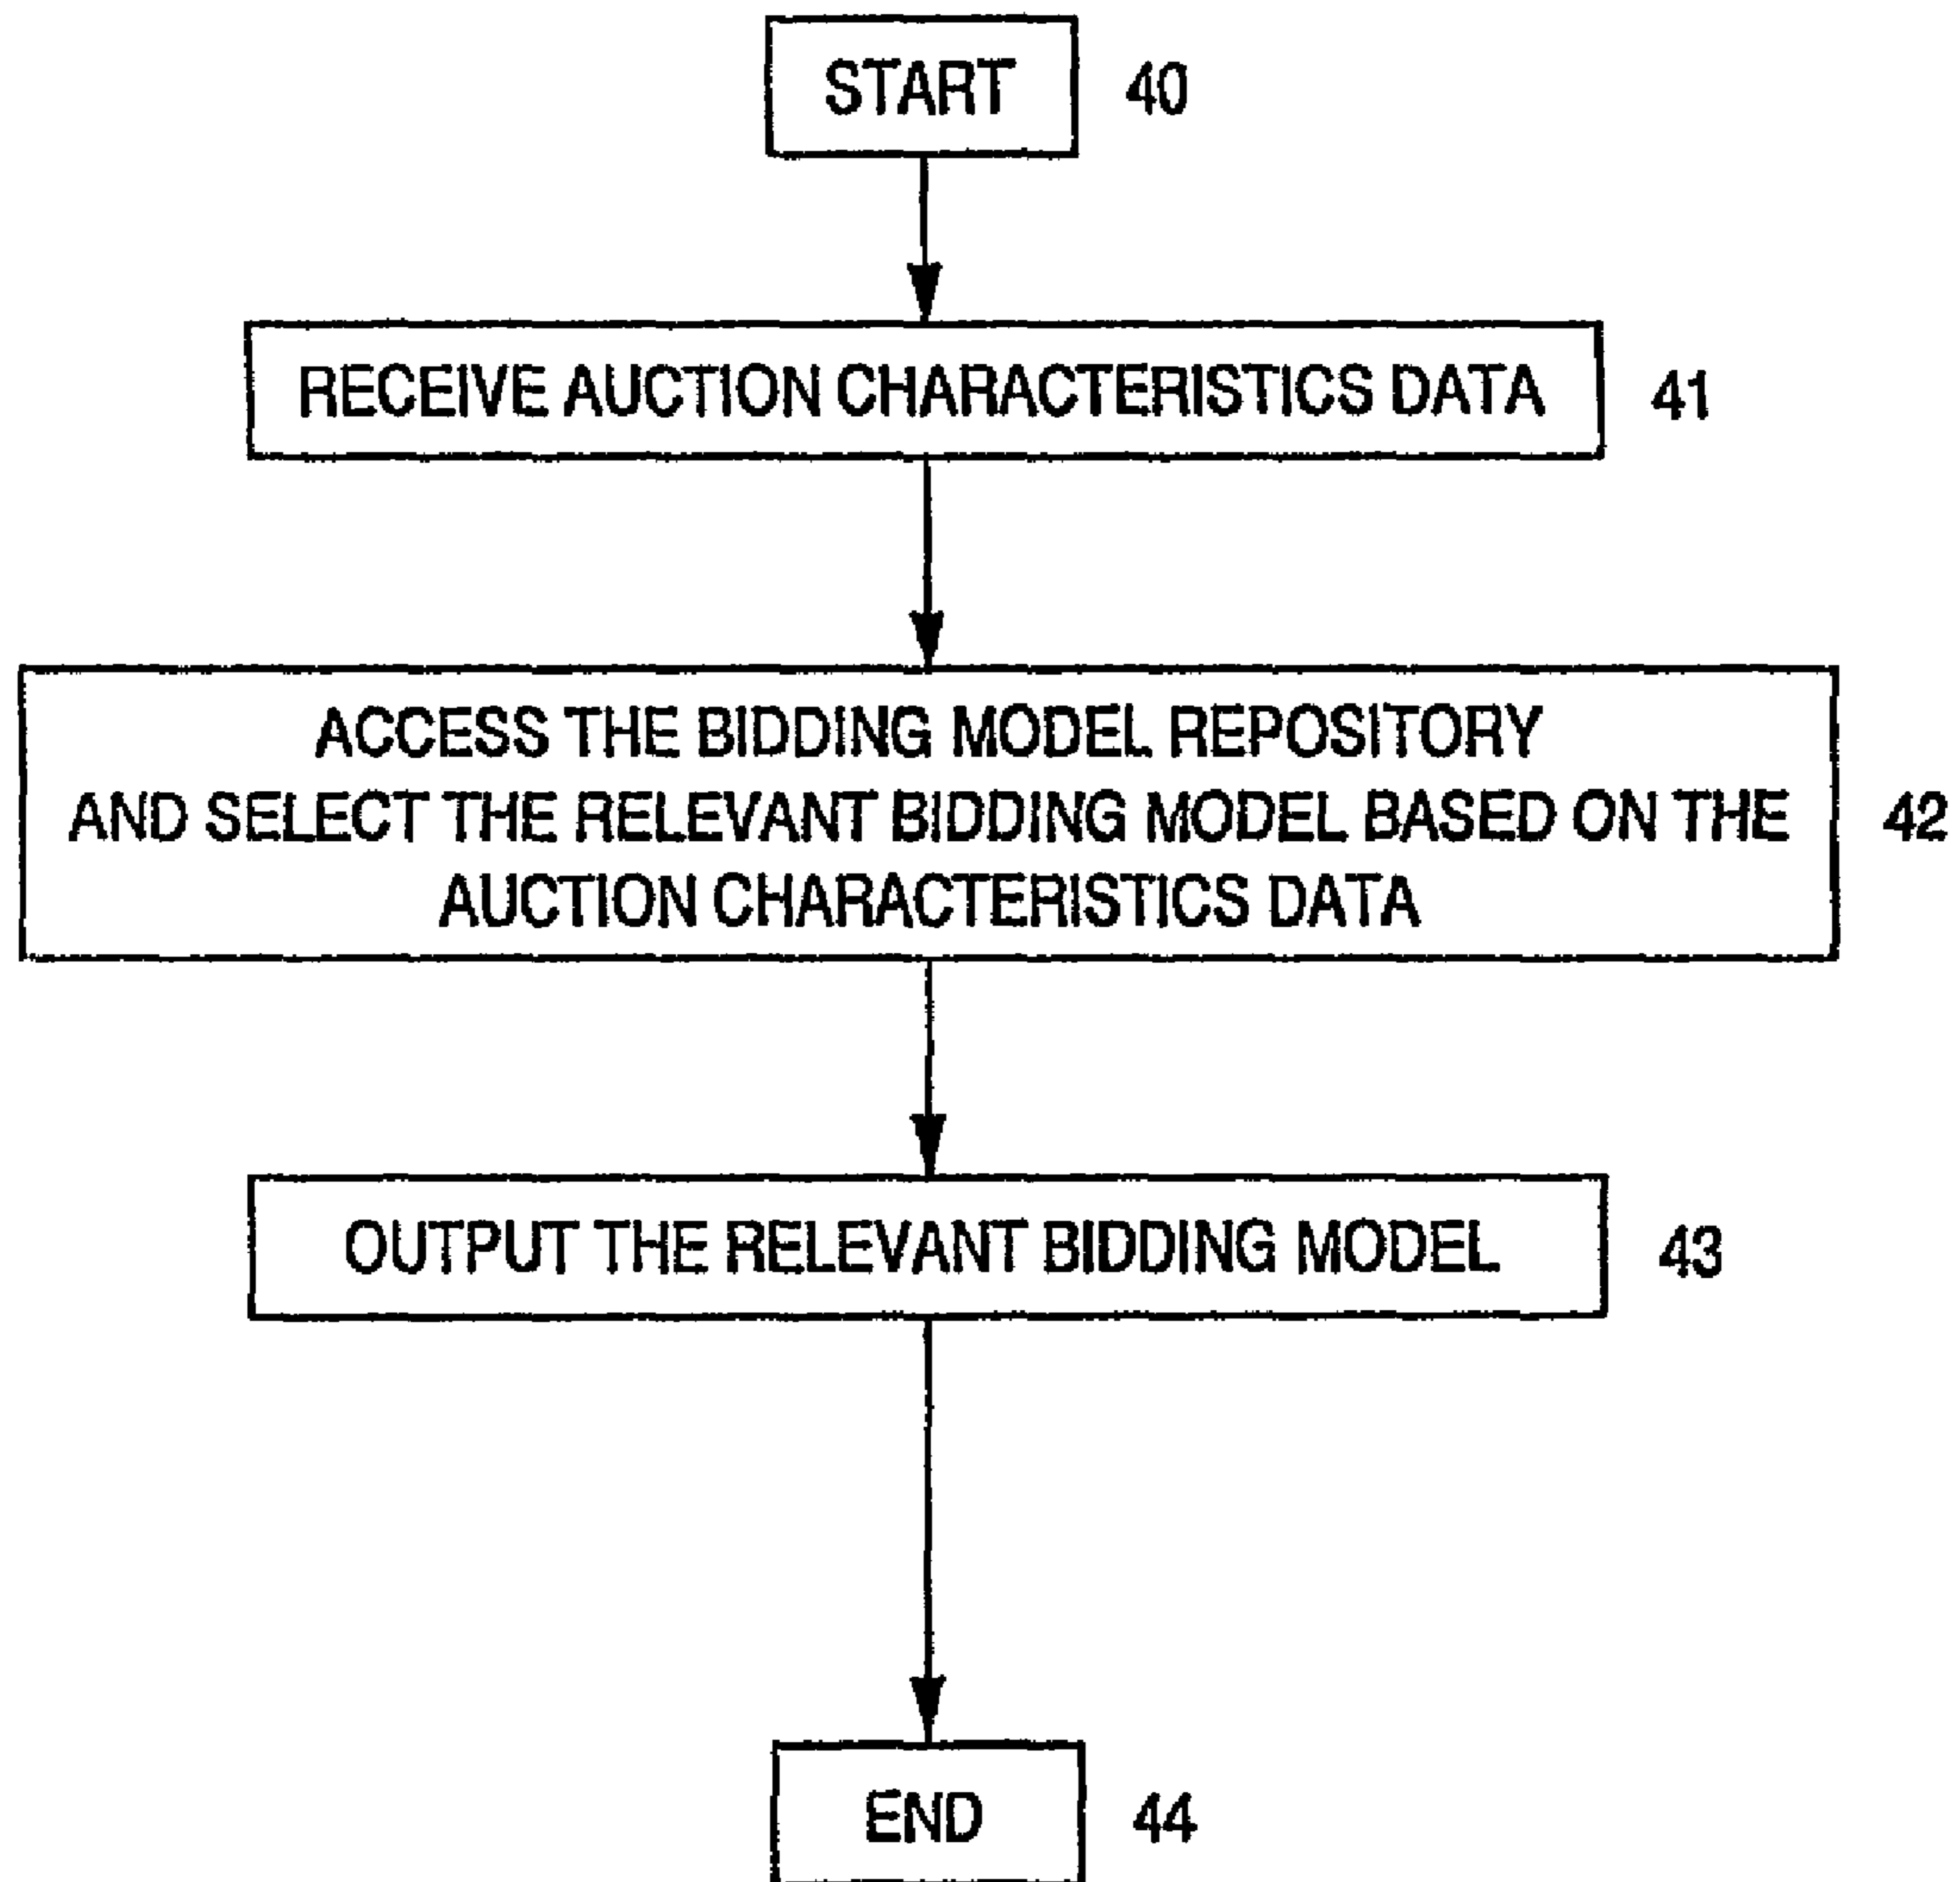 START 40
RECEIVE AUCTION CHARACTERISTICS DATA 41
ACCESS THE BIDDING MODEL REPOSITORY
AND SELECT THE RELEVANT BIDDING MODEL BASED ON THE 42
AUCTION CHARACTERISTICS DATA
OUTPUT THE RELEVANT BIDDING MODEL 43
END 44